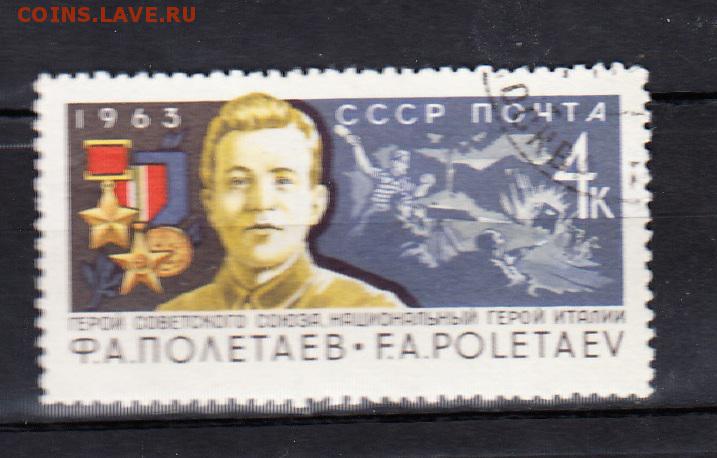 COINS.LAVE.RU
1963 СССР ПОЧТА
4К
ГЕРОЙ СОВЕТСКОГО СОЮЗА, НАЦИОНАЛЬНЫЙ ГЕРОЙ ИТАЛИИ
Ф.А.ПОЛЕТАЕВ • F.A.POLETAEV